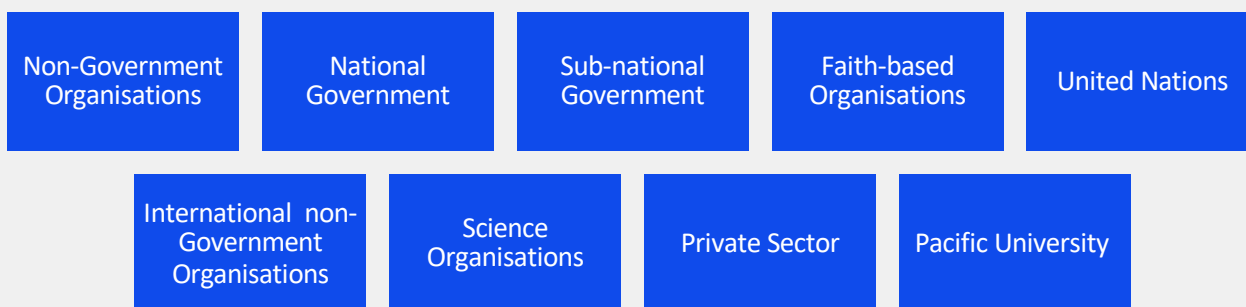 Non-Government
Organisations
National
Government
Sub-national
Government
Faith-based
Organisations
United Nations
International non-
Government
Organisations
Science
Organisations
Private Sector
Pacific University